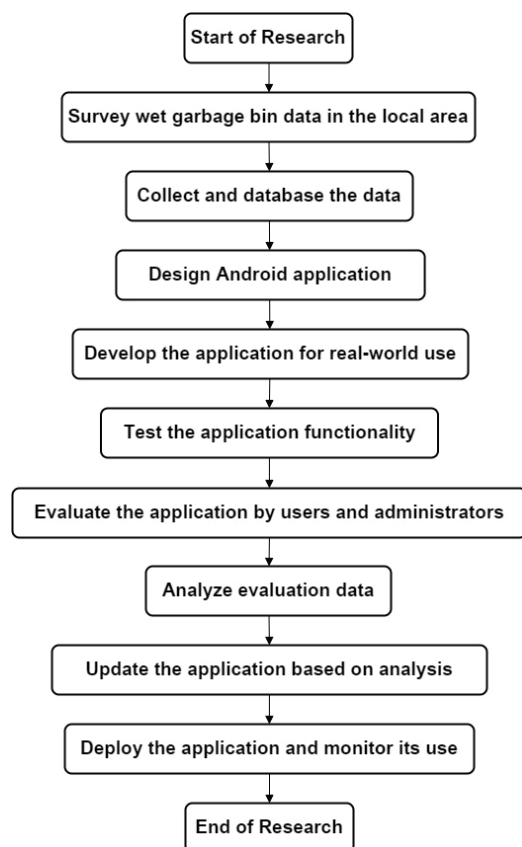 Start of Research
Survey wet garbage bin data in the local area
Collect and database the data
Design Android application
Develop the application for real-world use
Test the application functionality
Evaluate the application by users and administrators
Analyze evaluation data
Update the application based on analysis
Deploy the application and monitor its use
End of Research